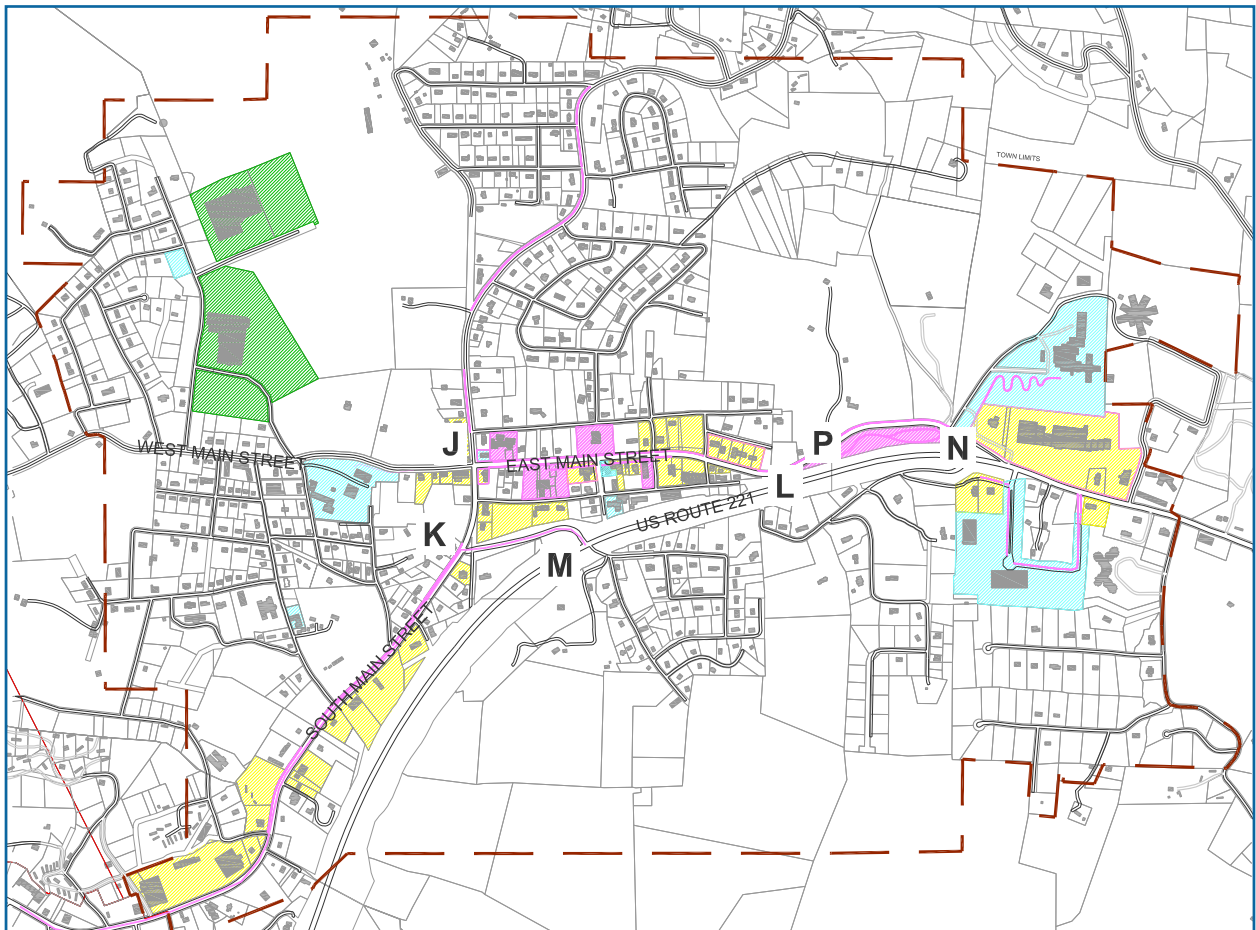 TOWN LIMITS
J
WEST MAIN STREET
EAST MAIN STREET
P
N
L
US ROUTE 221
K
M
SOUTH MAIN STREET